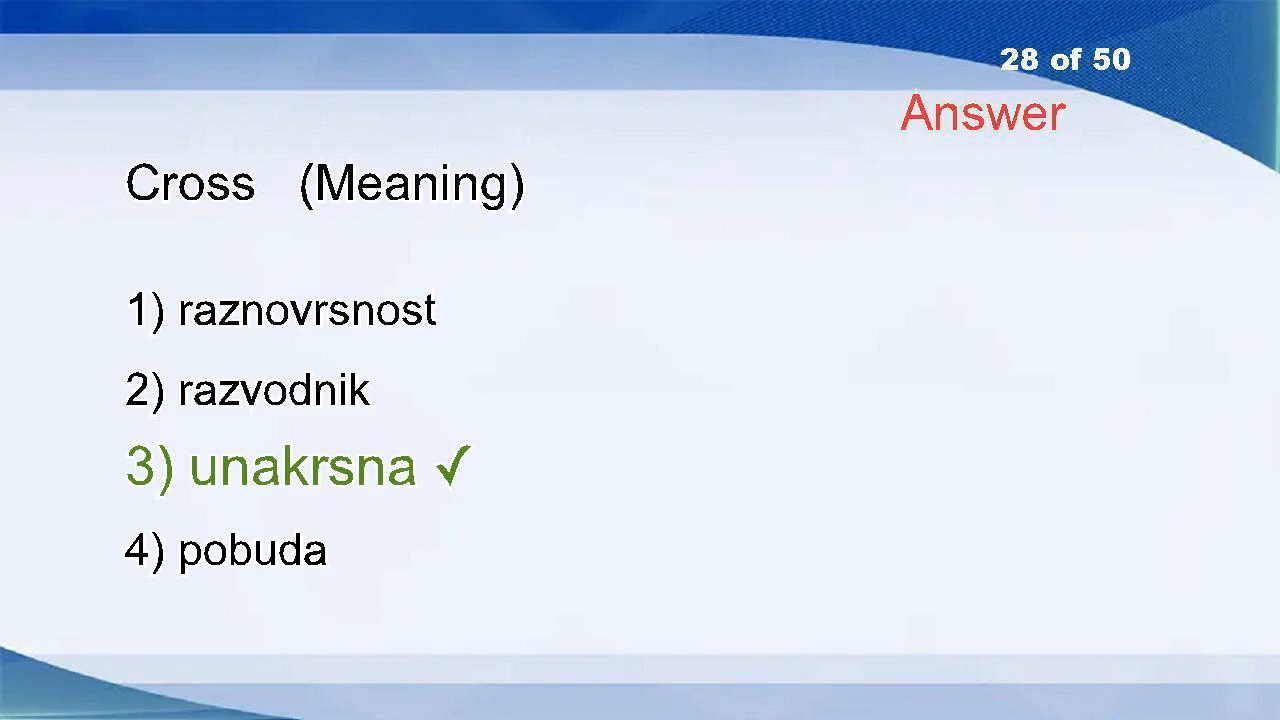 28 of 50
Answer
Cross (Meaning)
1) raznovrsnost
2) razvodnik
3) unakrsna ✓
4) pobuda